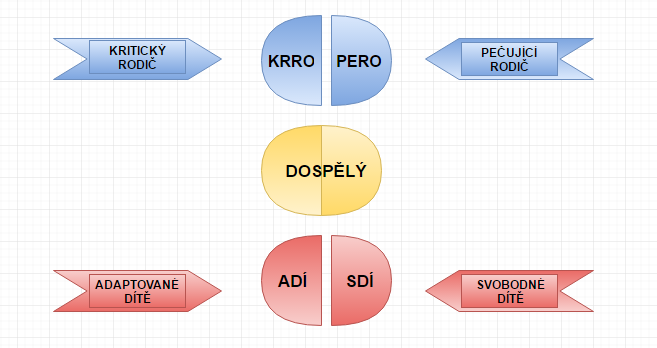 KRITICKÝ
RODIČ
KRRO
PERO
PEČUJÍCÍ
RODIČ
DOSPĚLÝ
ADAPTOVANÉ
DÍTĚ
ADÍ
SDÍ
SVOBODNÉ
DÍTĚ